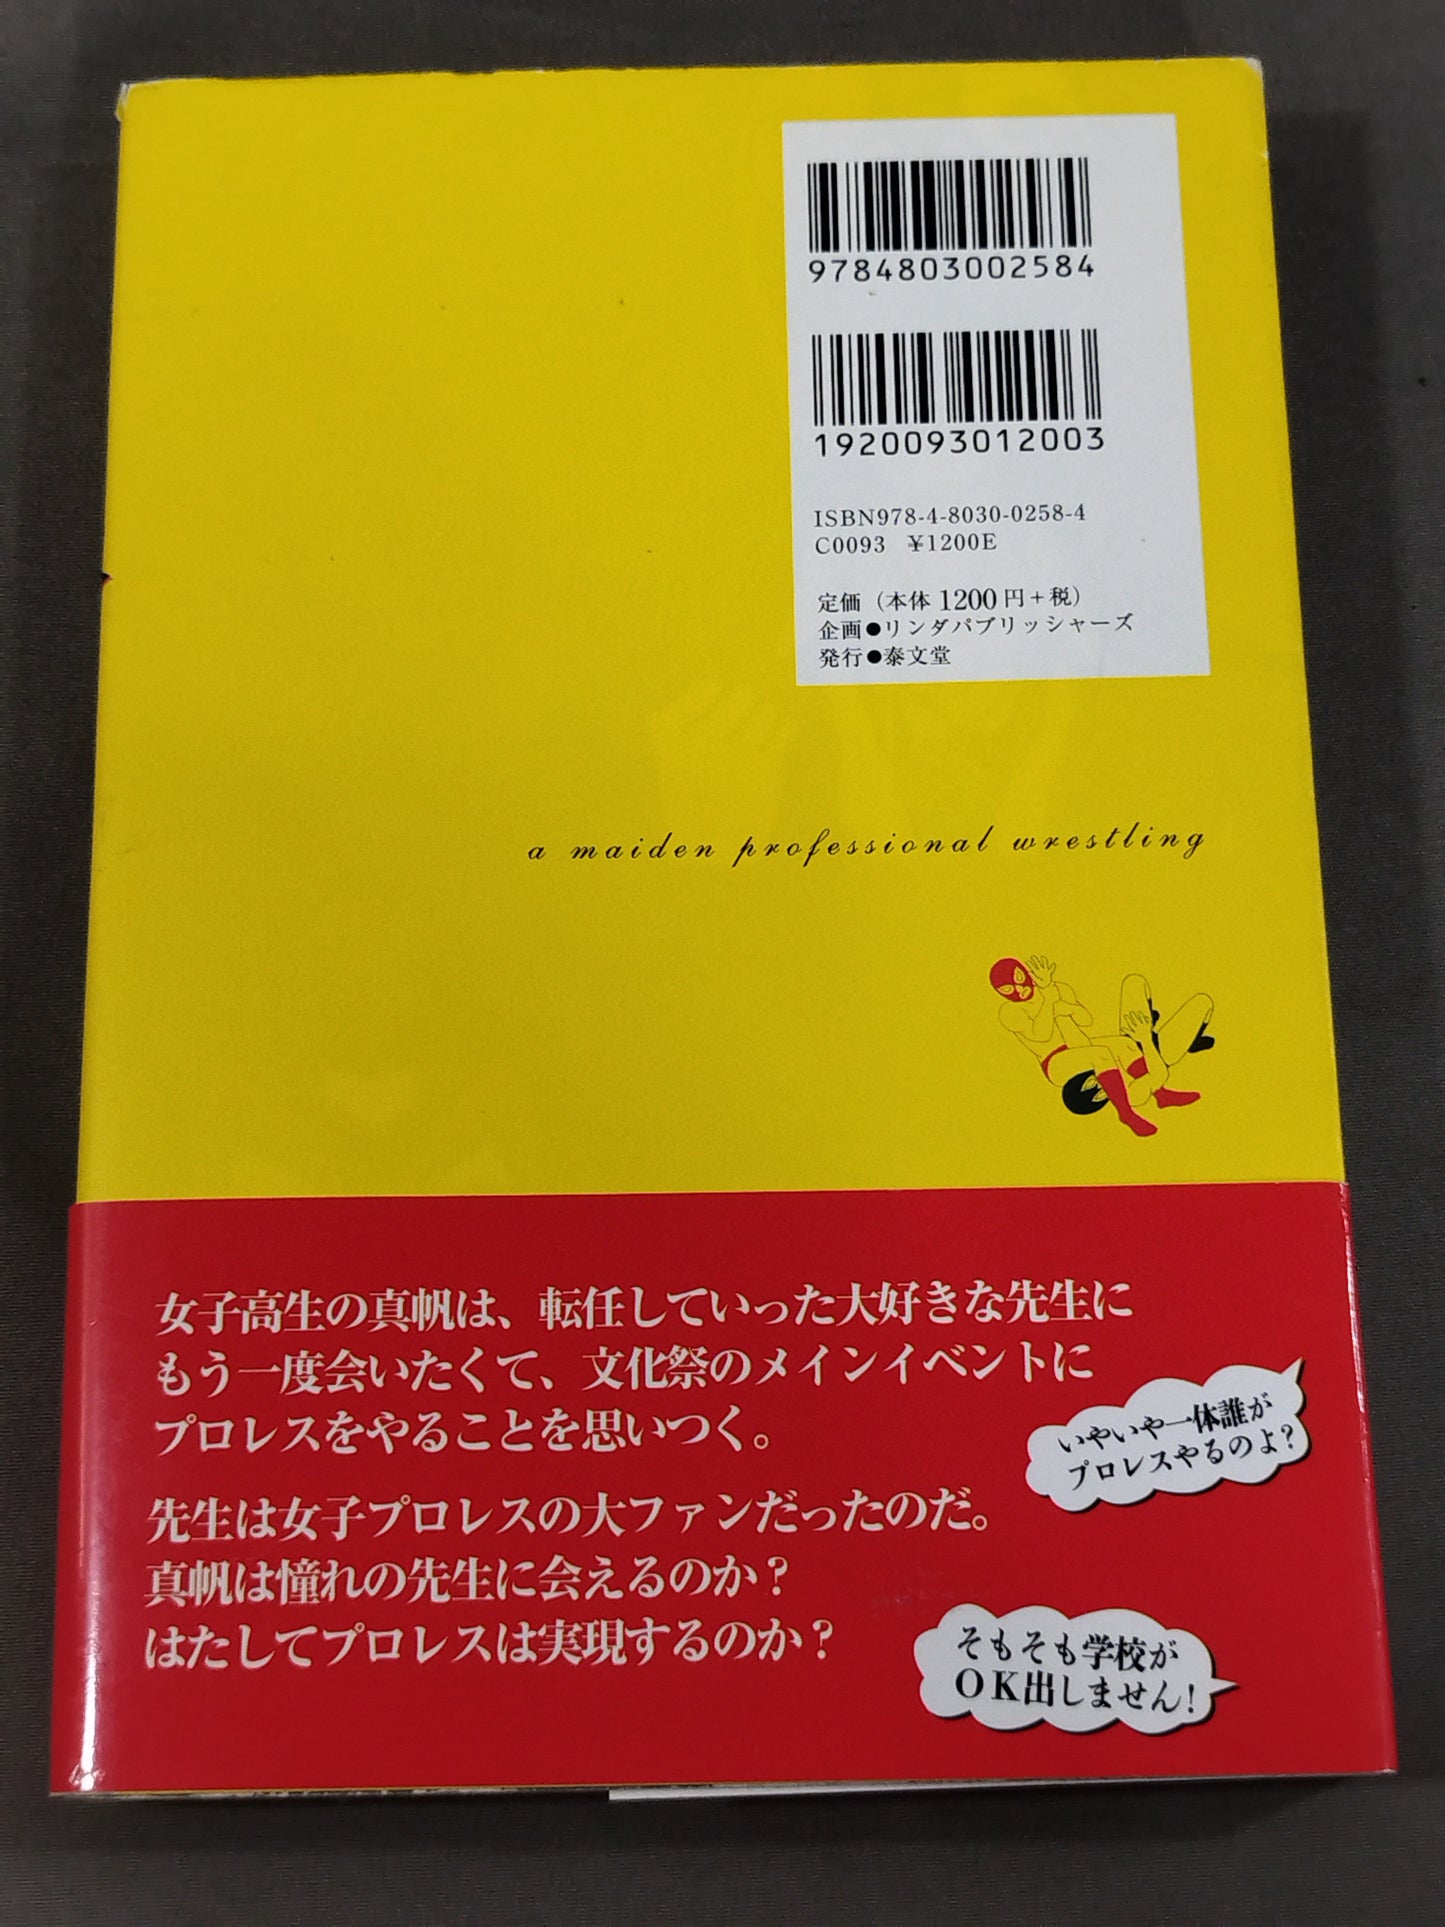 9784803002584
1920093012003
ISBN978-4-8030-0258-4
C0093 ¥1200E
定価（本体 1200円＋税）
企画●リンダパブリッシャーズ
発行●泰文堂
a maiden professional wrestling
女子高生の真帆は、転任していった大好きな先生に
もう一度会いたくて、文化祭のメインイベントに
プロレスをやることを思いつく。
いやいや一体誰が
プロレスやるのよ？
先生は女子プロレスの大ファンだったのだ。
真帆は憧れの先生に会えるのか？
はたしてプロレスは実現するのか？
そもそも学校が
OK出しません！